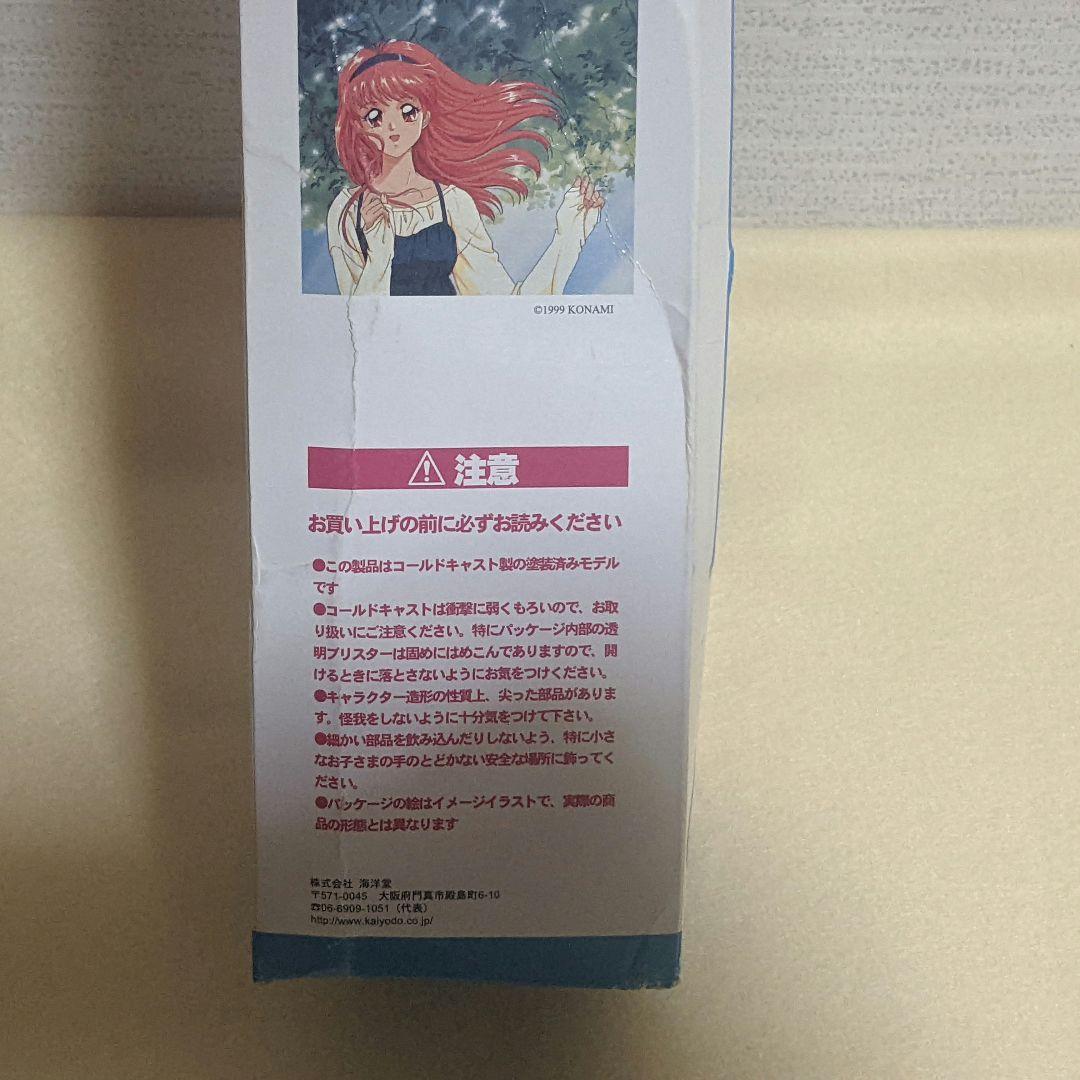 ©1999 KONAMI
注意
お買い上げの前に必ずお読みください
●この製品はコールドキャスト製の塗装済みモデル
です
●コールドキャストは衝撃に弱くもろいので、お取
り扱いにご注意ください。特にパッケージ内部の透
明ブリスターは固めにはめこんでありますので、開
けるときに落とさないようにお気をつけください。
●キャラクター造形の性質上、尖った部品がありま
す。怪我をしないように十分気をつけて下さい。
●細かい部品を飲み込んだりしないよう、特に小さ
なお子さまの手のとどかない安全な場所に飾ってく
ださい。
●パッケージの絵はイメージイラストで、実際の商
品の形態とは異なります
株式会社 海洋堂
〒571-0045 大阪府門真市殿島町6-10
☎06-6909-1051（代表）
http://www.kaiyodo.co.jp/